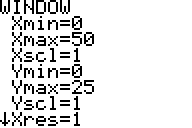 WINDOW
Xmin=0
Xmax=50
Xscl=1
Ymin=0
Ymax=25
Yscl=1
↓Xres=1